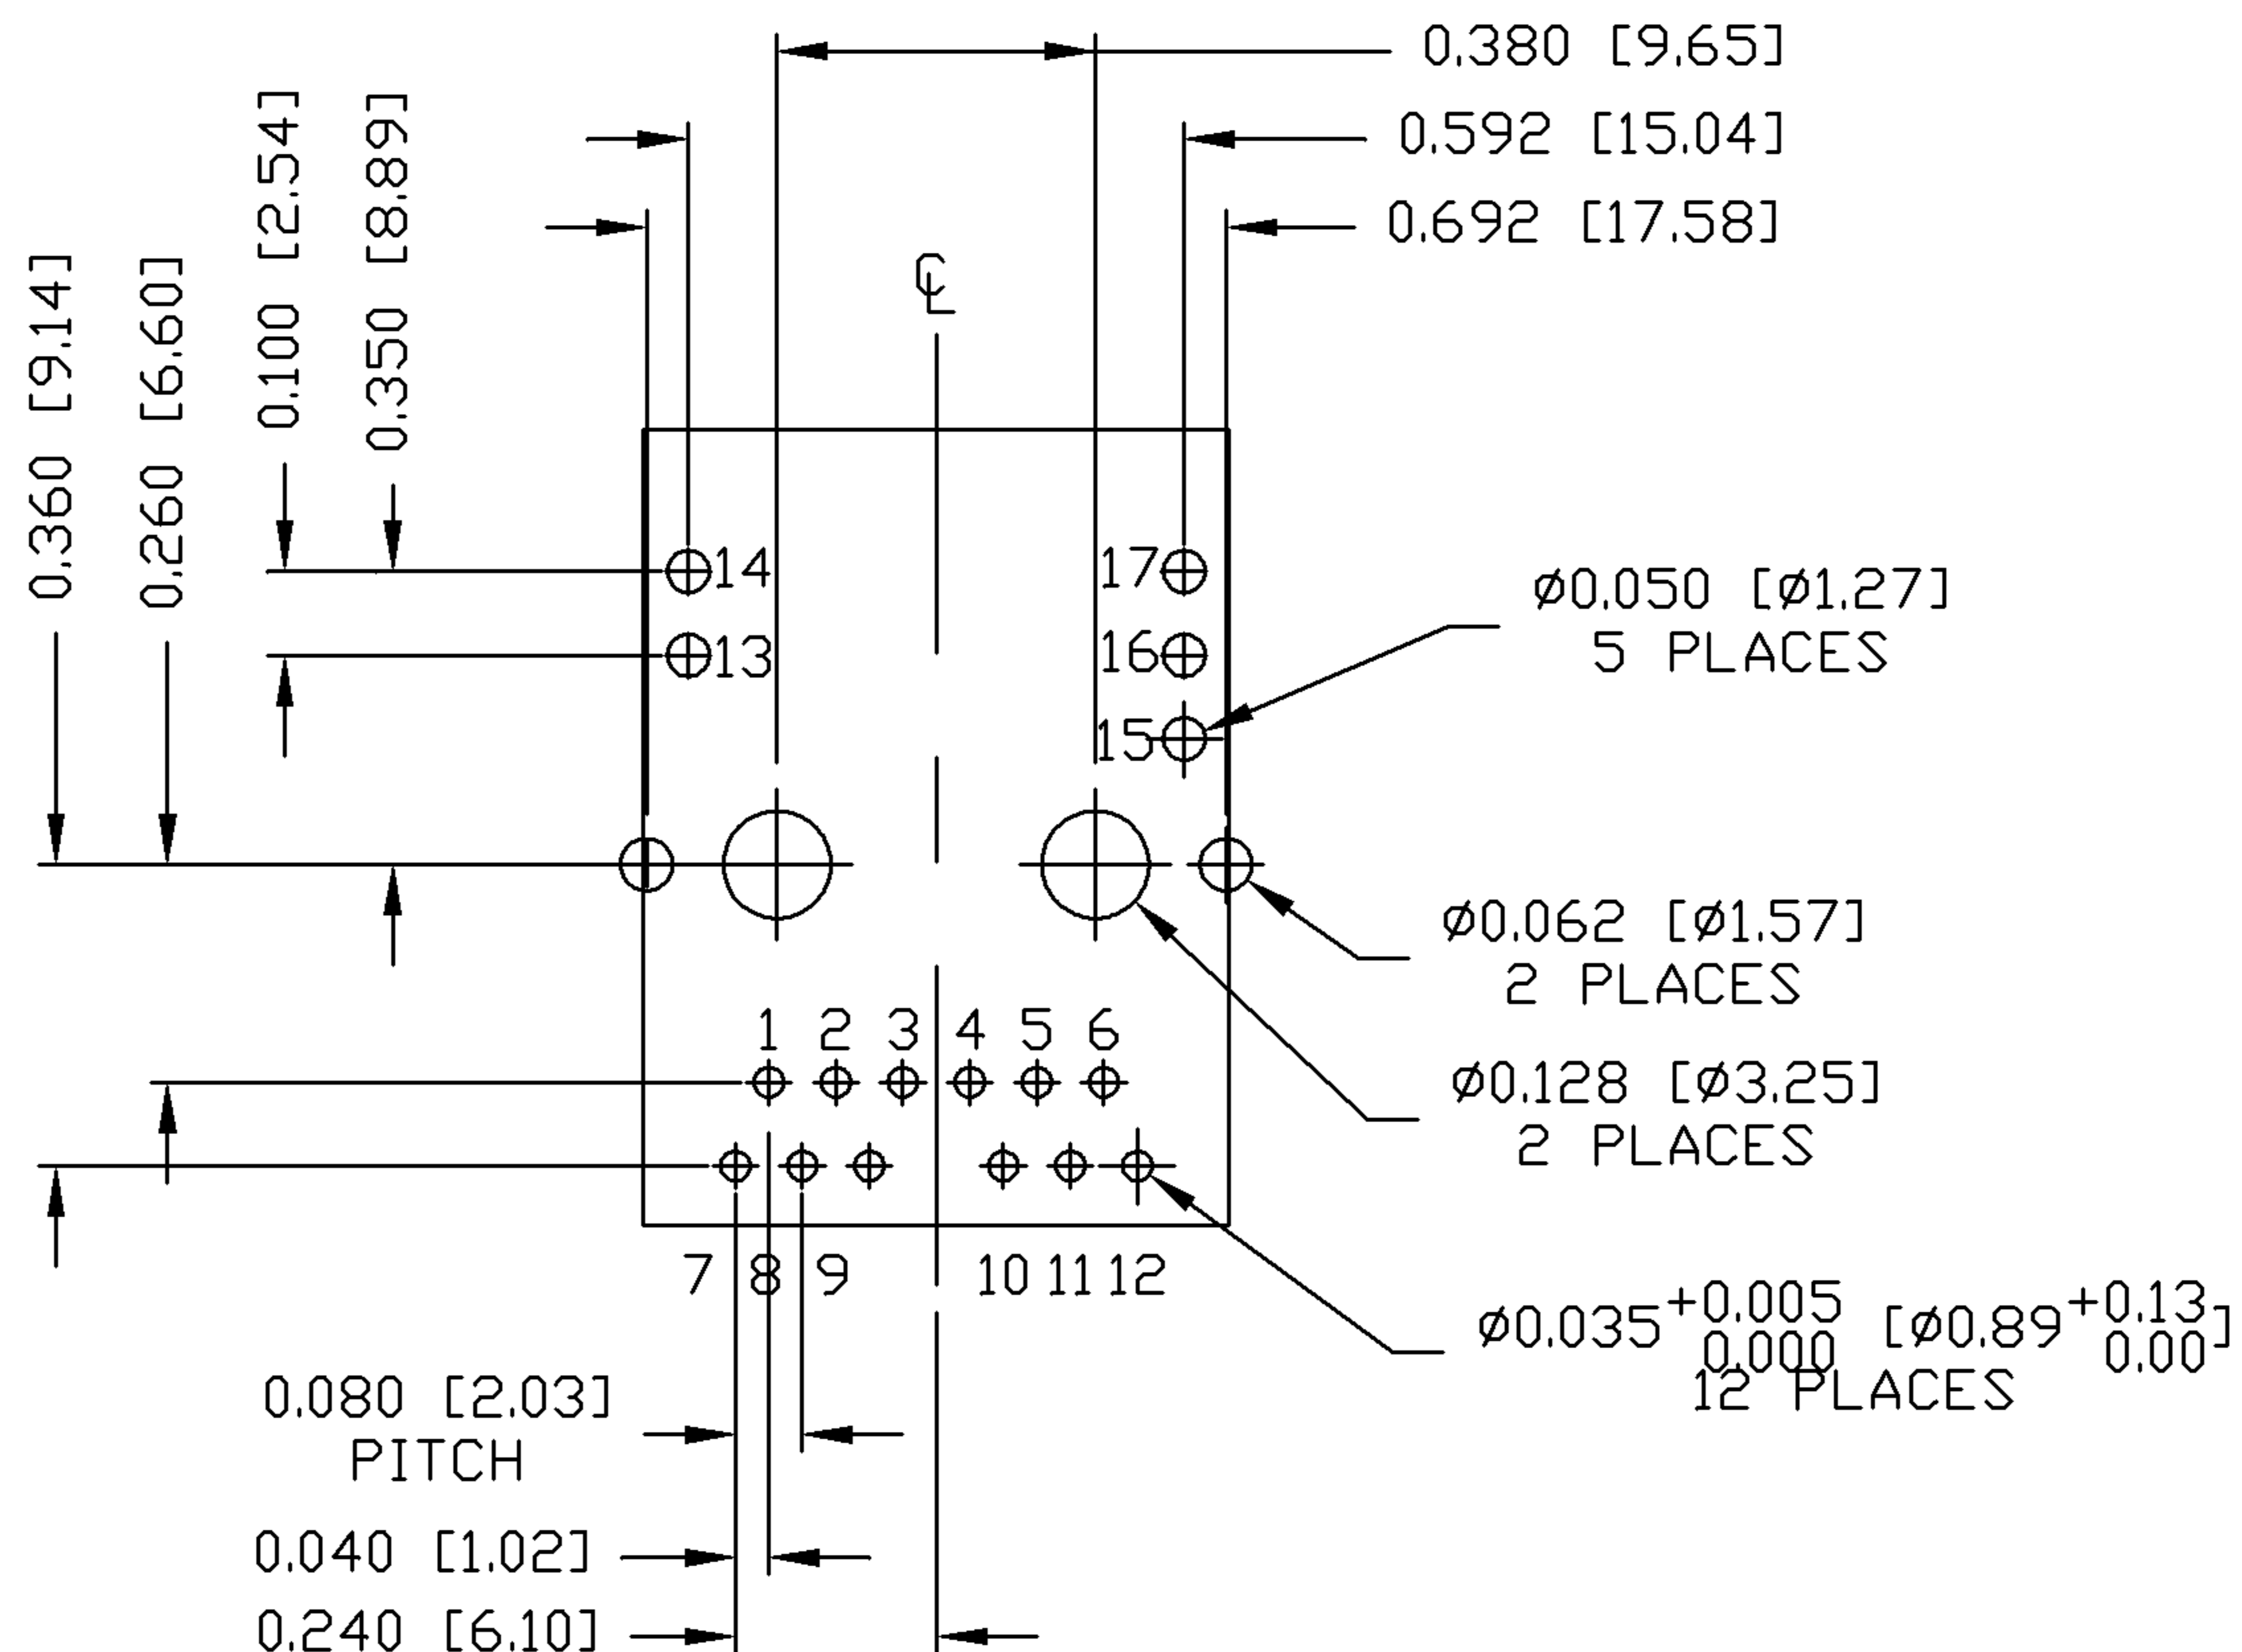 0.380 [9.65]
0.592 [15.04]
0.692 [17.58]
0.360 [9.14]
0.260 [6.60]
0.100 [2.54]
0.350 [8.89]
℄
14
17
13
16
15
Ø0.050 [Ø1.27]
5 PLACES
Ø0.062 [Ø1.57]
2 PLACES
Ø0.128 [Ø3.25]
2 PLACES
1 2 3 4 5 6
7 8 9 10 11 12
Ø0.035 +0.005 0.000 [Ø0.89 +0.13 0.00]
12 PLACES
0.080 [2.03]
PITCH
0.040 [1.02]
0.240 [6.10]